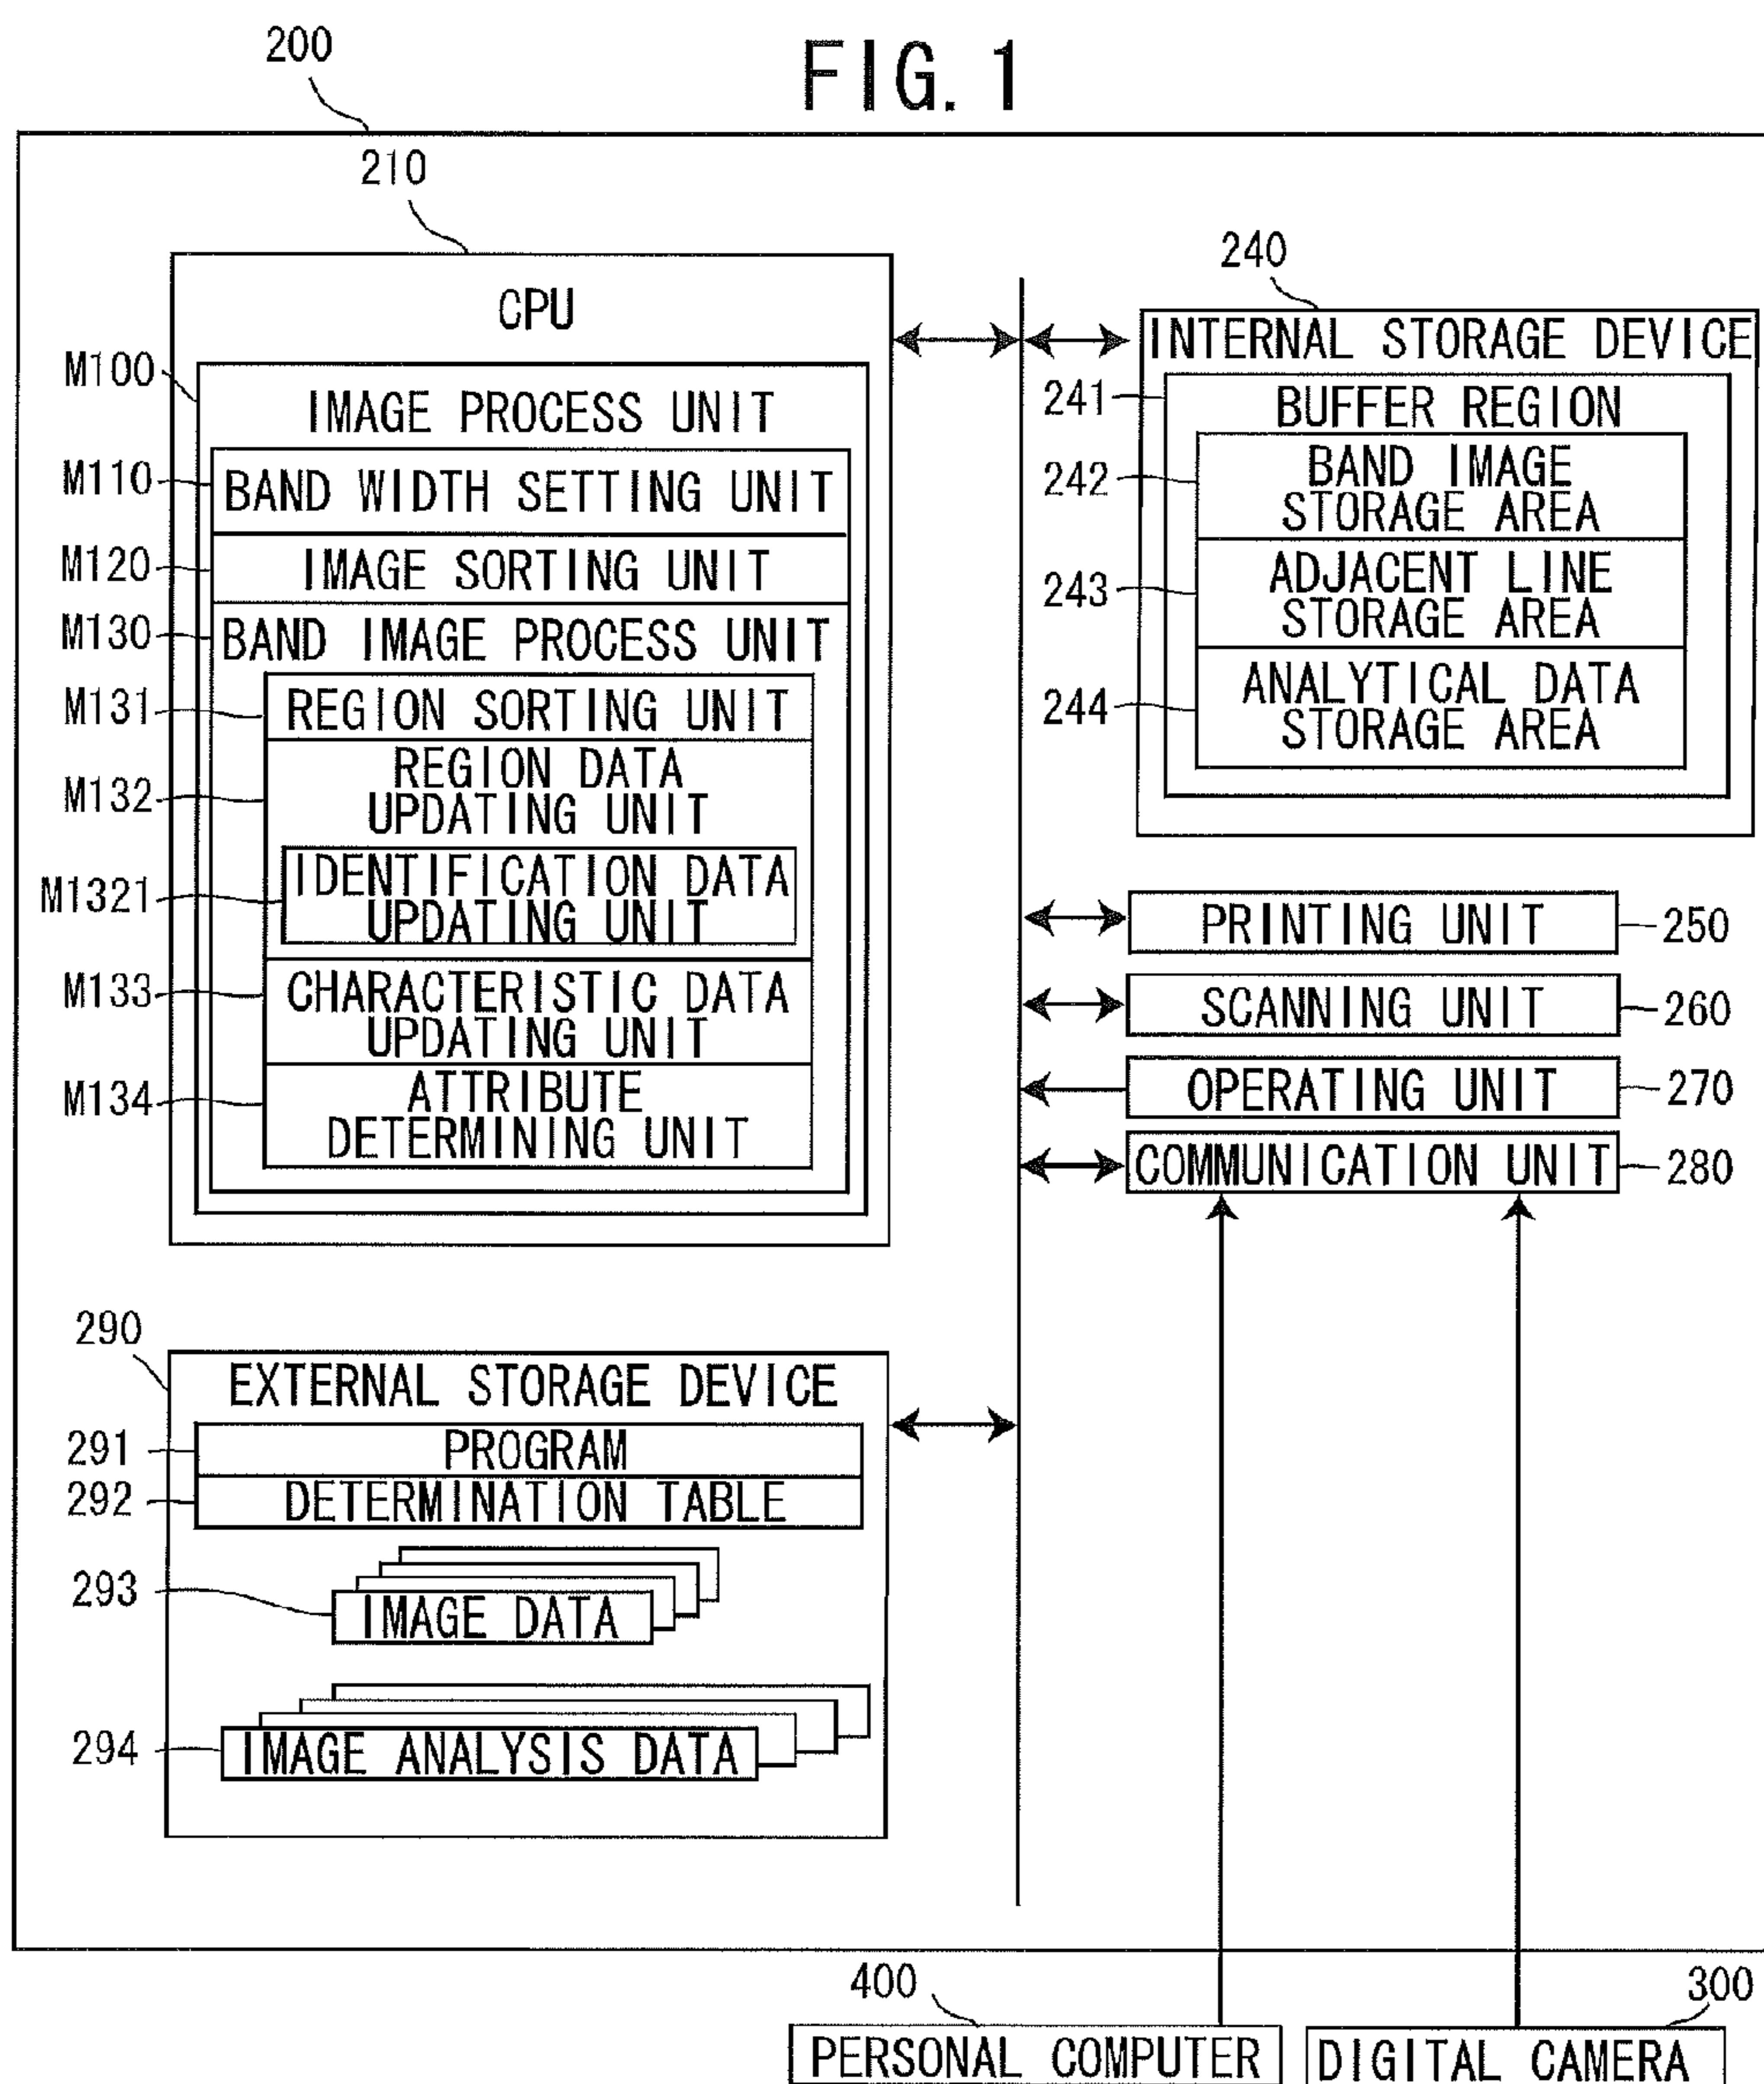 FIG. 1
200
210
CPU
M100
IMAGE PROCESS UNIT
M110
BAND WIDTH SETTING UNIT
M120
IMAGE SORTING UNIT
M130
BAND IMAGE PROCESS UNIT
M131
REGION SORTING UNIT
M132
REGION DATA
UPDATING UNIT
M1321
IDENTIFICATION DATA
UPDATING UNIT
M133
CHARACTERISTIC DATA
UPDATING UNIT
M134
ATTRIBUTE
DETERMINING UNIT
240
INTERNAL STORAGE DEVICE
241
BUFFER REGION
242
BAND IMAGE
STORAGE AREA
243
ADJACENT LINE
STORAGE AREA
244
ANALYTICAL DATA
STORAGE AREA
PRINTING UNIT
250
SCANNING UNIT
260
OPERATING UNIT
270
COMMUNICATION UNIT
280
290
EXTERNAL STORAGE DEVICE
291
PROGRAM
292
DETERMINATION TABLE
293
IMAGE DATA
294
IMAGE ANALYSIS DATA
400
PERSONAL COMPUTER
300
DIGITAL CAMERA